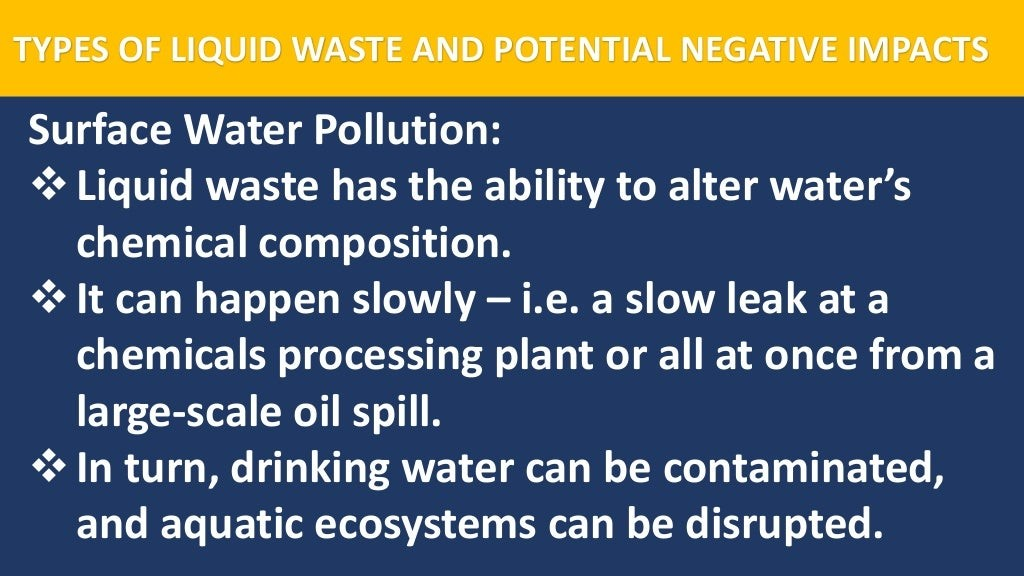 TYPES OF LIQUID WASTE AND POTENTIAL NEGATIVE IMPACTS
Surface Water Pollution:
❖ Liquid waste has the ability to alter water’s
chemical composition.
❖ It can happen slowly – i.e. a slow leak at a
chemicals processing plant or all at once from a
large-scale oil spill.
❖ In turn, drinking water can be contaminated,
and aquatic ecosystems can be disrupted.